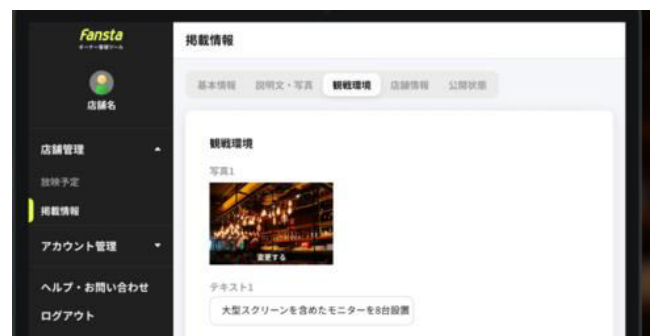 Fansta
オーナー管理ツール
店舗名
店舗管理
放映予定
掲載情報
アカウント管理
ヘルプ・お問い合わせ
ログアウト
掲載情報
基本情報 説明文・写真 観戦環境 店舗情報 公開状態
観戦環境
写真1
変更する
テキスト1
大型スクリーンを含めたモニターを8台設置